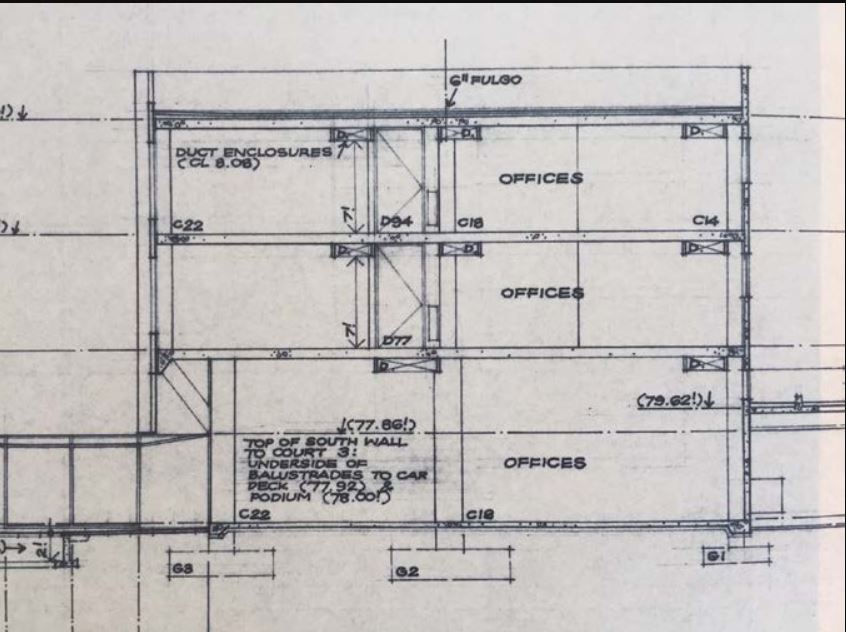 6" FULGO
D.
D.
D.
DUCT ENCLOSURES
(CL 8.08)
OFFICES
7!
C22
D94
C18
C14
D.
D.
D.
OFFICES
7!
D77
D
D.
(79.62!)
(77.86!)
TOP OF SOUTH WALL
TO COURT 3:
UNDERSIDE OF
BALUSTRADES TO CAR
DECK (77.92) &
PODIUM (78.00!)
OFFICES
C22
C18
2!
G3
G2
G1